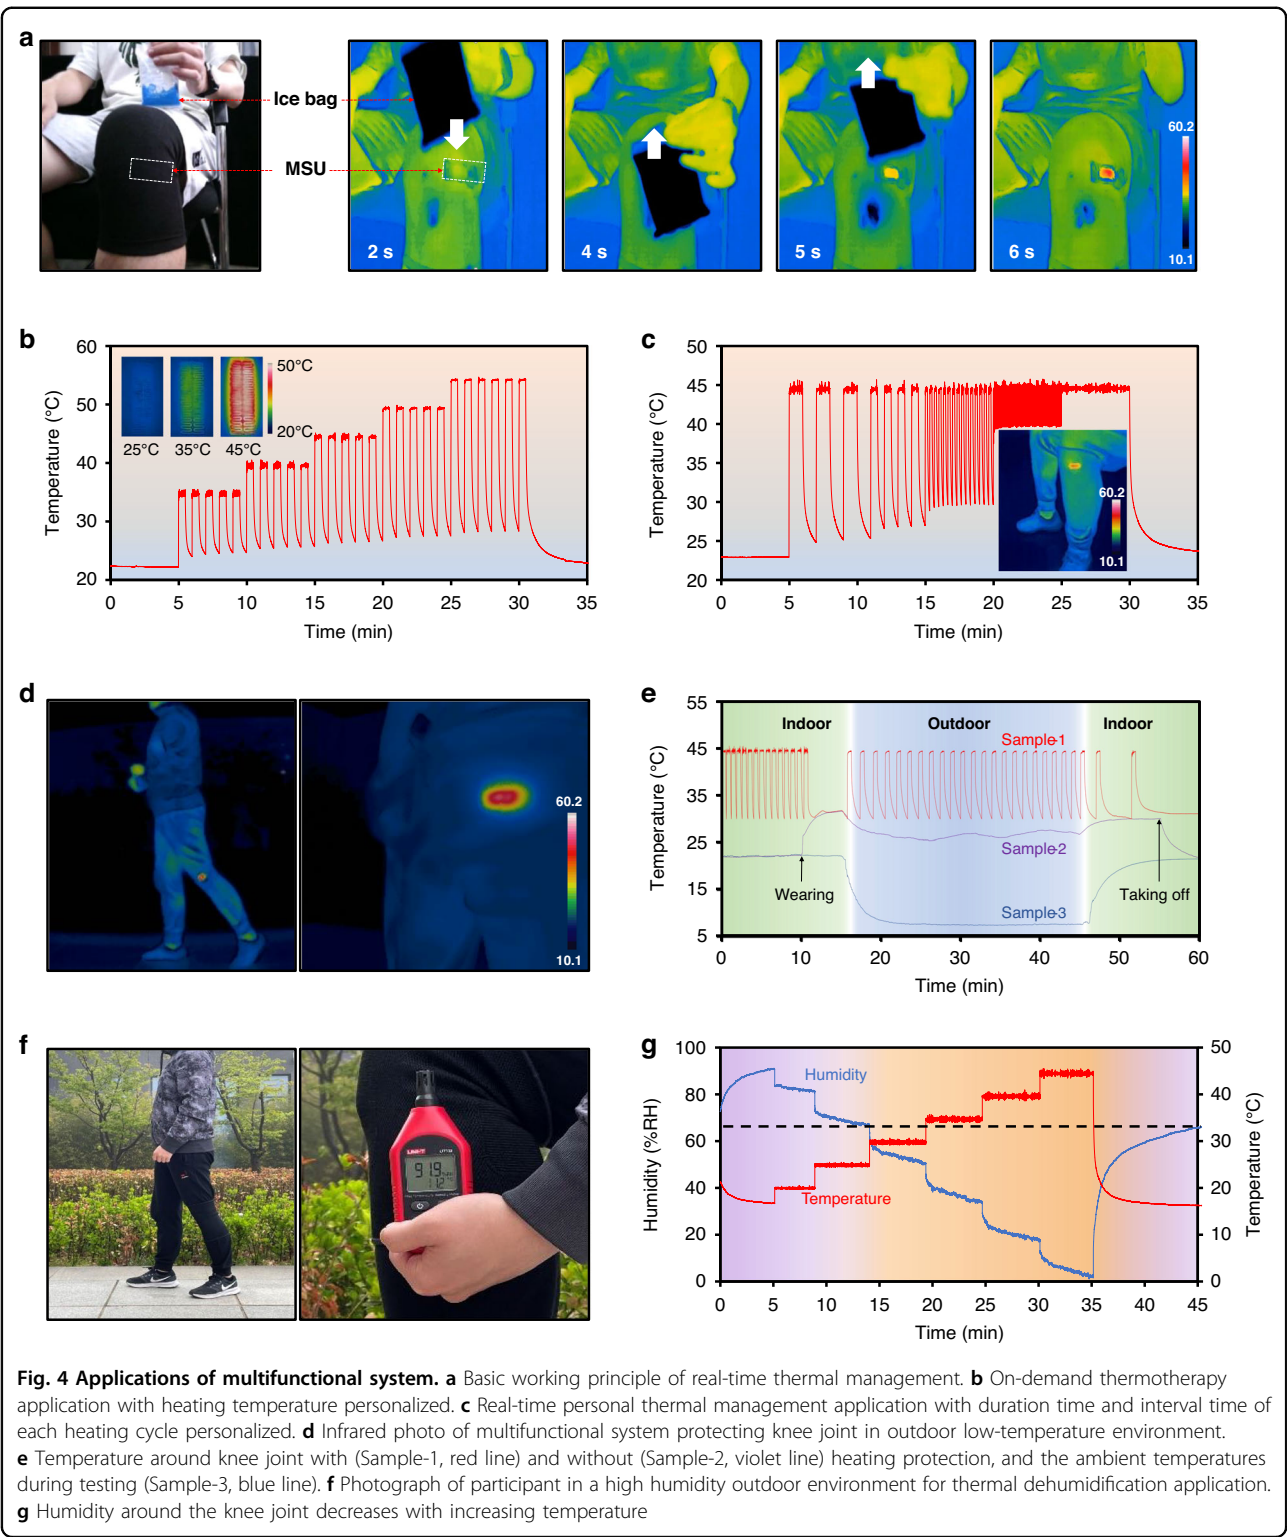 a
Ice bag
MSU
2 s
4 s
5 s
6 s
60.2
10.1
b
60
50
40
30
20
Temperature (°C)
50°C
20°C
25°C 35°C 45°C
0 5 10 15 20 25 30 35
Time (min)
c
50
45
40
35
30
25
20
Temperature (°C)
60.2
10.1
0 5 10 15 20 25 30 35
Time (min)
d
60.2
10.1
e
55
45
35
25
15
5
Temperature (°C)
Indoor Outdoor Indoor
Sample-1
Sample-2
Sample-3
Wearing
Taking off
0 10 20 30 40 50 60
Time (min)
f
UNI-T
91.9
11.2
g
100
80
60
40
20
0
Humidity (%RH)
Humidity
Temperature
50
40
30
20
10
0
Temperature (°C)
0 5 10 15 20 25 30 35 45
Time (min)
Fig. 4 Applications of multifunctional system. a Basic working principle of real-time thermal management. b On-demand thermotherapy
application with heating temperature personalized. c Real-time personal thermal management application with duration time and interval time of
each heating cycle personalized. d Infrared photo of multifunctional system protecting knee joint in outdoor low-temperature environment.
e Temperature around knee joint with (Sample-1, red line) and without (Sample-2, violet line) heating protection, and the ambient temperatures
during testing (Sample-3, blue line). f Photograph of participant in a high humidity outdoor environment for thermal dehumidification application.
g Humidity around the knee joint decreases with increasing temperature